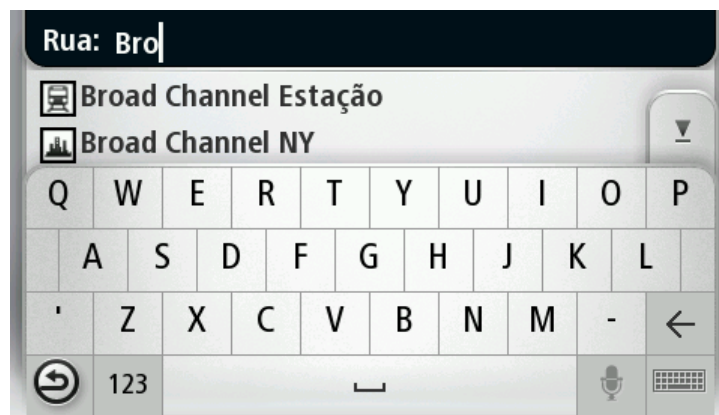 Rua: Bro
Broad Channel Estação
Broad Channel NY
Q W E R T Y U I O P
A S D F G H J K L
' Z X C V B N M -
123